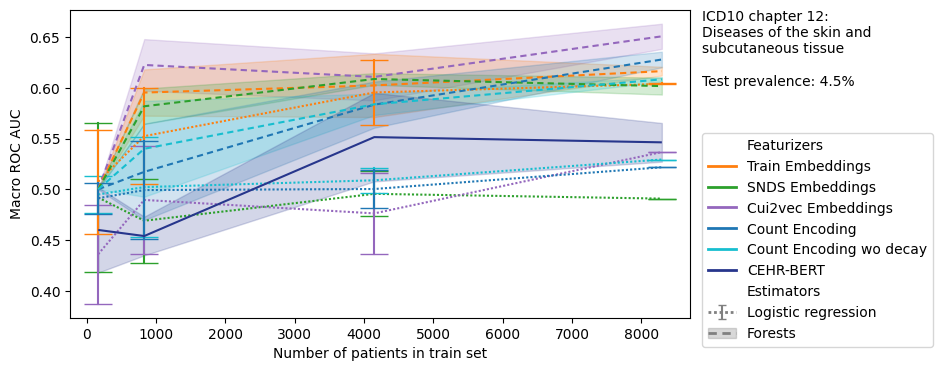 ICD10 chapter 12:
Diseases of the skin and
subcutaneous tissue
Test prevalence: 4.5%
Macro ROC AUC
0.65
0.60
0.55
0.50
0.45
0.40
0
1000
2000
3000
4000
5000
6000
7000
8000
Number of patients in train set
Featurizers
Train Embeddings
SNDS Embeddings
Cui2vec Embeddings
Count Encoding
Count Encoding wo decay
CEHR-BERT
Estimators
Logistic regression
Forests